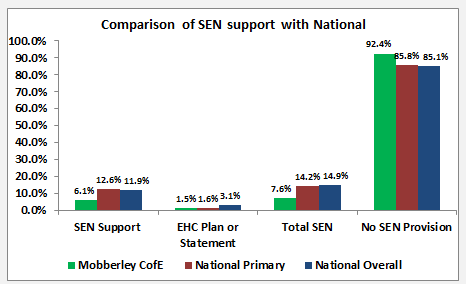 Comparison of SEN support with National
100.0%
90.0%
80.0%
70.0%
60.0%
50.0%
40.0%
30.0%
20.0%
10.0%
0.0%
6.1% 12.6% 11.9%
1.5% 1.6% 3.1%
7.6% 14.2% 14.9%
92.4% 85.8% 85.1%
SEN Support
EHC Plan or
Statement
Total SEN
No SEN Provision
Mobberley CofE National Primary National Overall